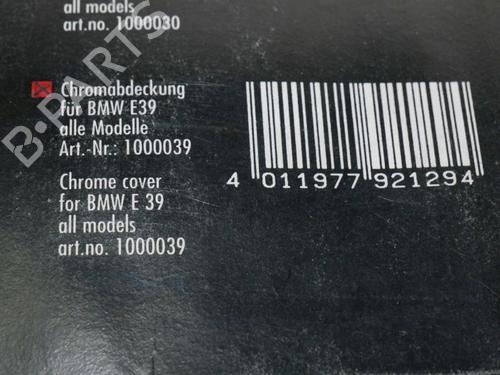 all models
art.no. 1000030
Chromabdeckung
für BMW E39
alle Modelle
Art.-Nr.: 1000039
Chrome cover
for BMW E 39
all models
art.no. 1000039
4 011977 921294
B-PARTS